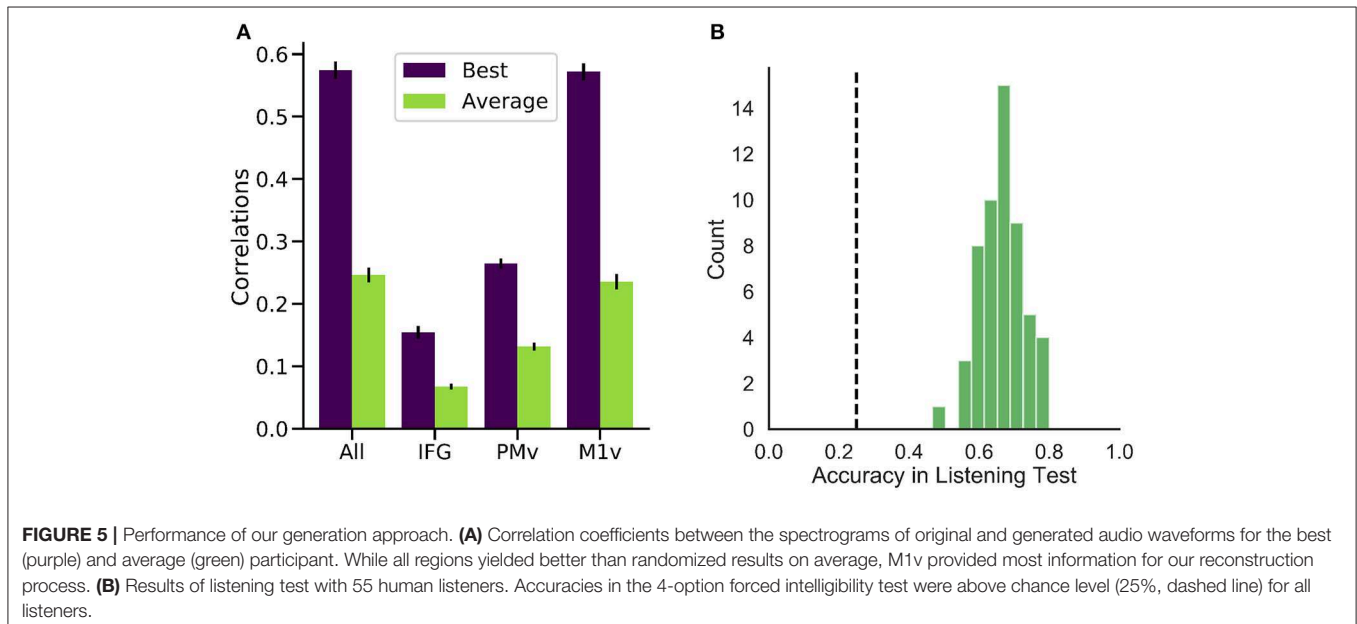 A
0.6
0.5
0.4
0.3
0.2
0.1
0.0
Correlations
Best
Average
All IFG PMv M1v
B
14
12
10
8
6
4
2
0
Count
0.0 0.2 0.4 0.6 0.8 1.0
Accuracy in Listening Test
FIGURE 5 | Performance of our generation approach. (A) Correlation coefficients between the spectrograms of original and generated audio waveforms for the best
(purple) and average (green) participant. While all regions yielded better than randomized results on average, M1v provided most information for our reconstruction
process. (B) Results of listening test with 55 human listeners. Accuracies in the 4-option forced intelligibility test were above chance level (25%, dashed line) for all
listeners.